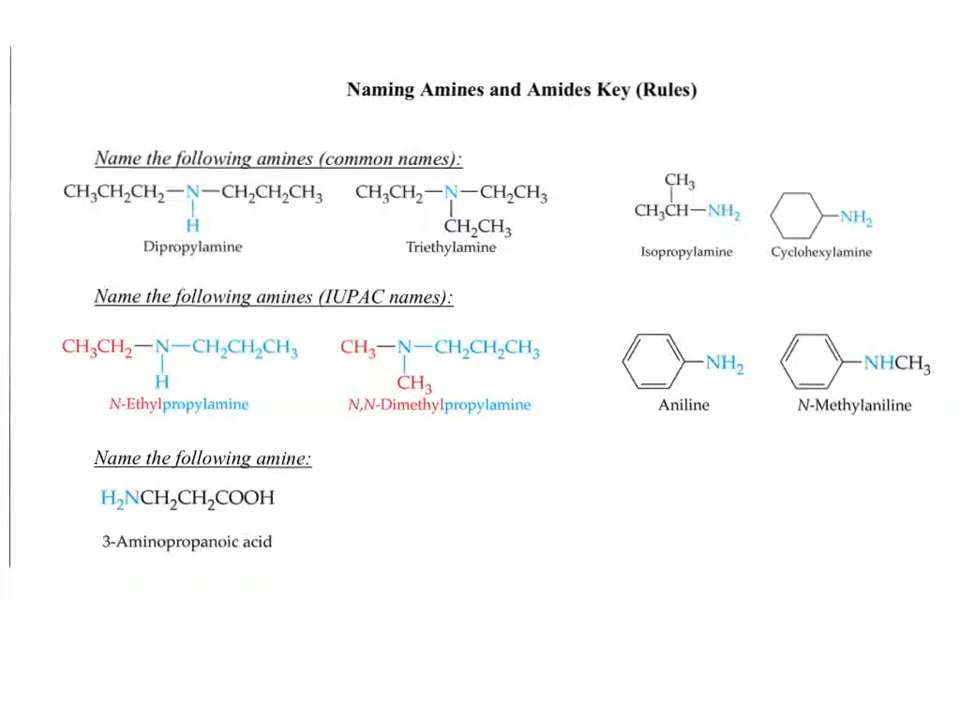 Naming Amines and Amides Key (Rules)
Name the following amines (common names):
CH₃CH₂CH₂—N—CH₂CH₂CH₃
H
Dipropylamine
CH₃CH₂—N—CH₂CH₃
CH₂CH₃
Triethylamine
CH₃
CH₃CH—NH₂
Isopropylamine
—NH₂
Cyclohexylamine
Name the following amines (IUPAC names):
CH₃CH₂—N—CH₂CH₂CH₃
H
N-Ethylpropylamine
CH₃—N—CH₂CH₂CH₃
CH₃
N,N-Dimethylpropylamine
—NH₂
Aniline
—NHCH₃
N-Methylaniline
Name the following amine:
H₂NCH₂CH₂COOH
3-Aminopropanoic acid